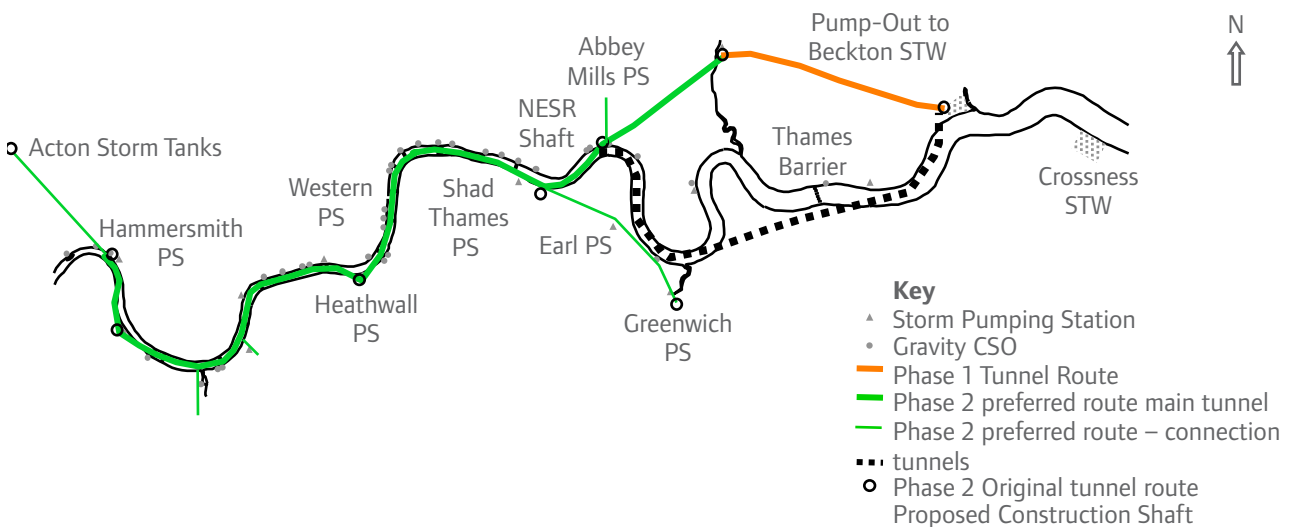 Pump-Out to
Beckton STW
N
Abbey
Mills PS
NESR
Shaft
Acton Storm Tanks
Thames
Barrier
Western
PS
Shad
Thames
PS
Crossness
STW
Hammersmith
PS
Earl PS
Heathwall
PS
Greenwich
PS
Key
Storm Pumping Station
Gravity CSO
Phase 1 Tunnel Route
Phase 2 preferred route main tunnel
Phase 2 preferred route – connection
tunnels
Phase 2 Original tunnel route
Proposed Construction Shaft